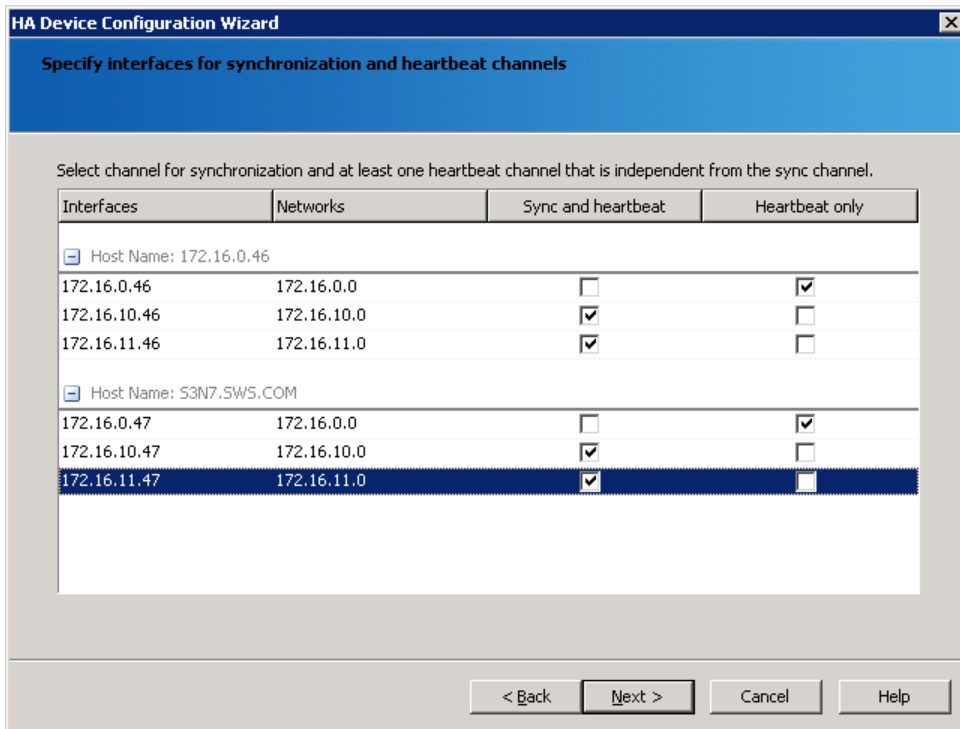 HA Device Configuration Wizard
Specify interfaces for synchronization and heartbeat channels
Select channel for synchronization and at least one heartbeat channel that is independent from the sync channel.
Interfaces Networks Sync and heartbeat Heartbeat only
Host Name: 172.16.0.46
172.16.0.46 172.16.0.0
172.16.10.46 172.16.10.0
172.16.11.46 172.16.11.0
Host Name: S3N7.SWS.COM
172.16.0.47 172.16.0.0
172.16.10.47 172.16.10.0
172.16.11.47 172.16.11.0
< Back Next > Cancel Help